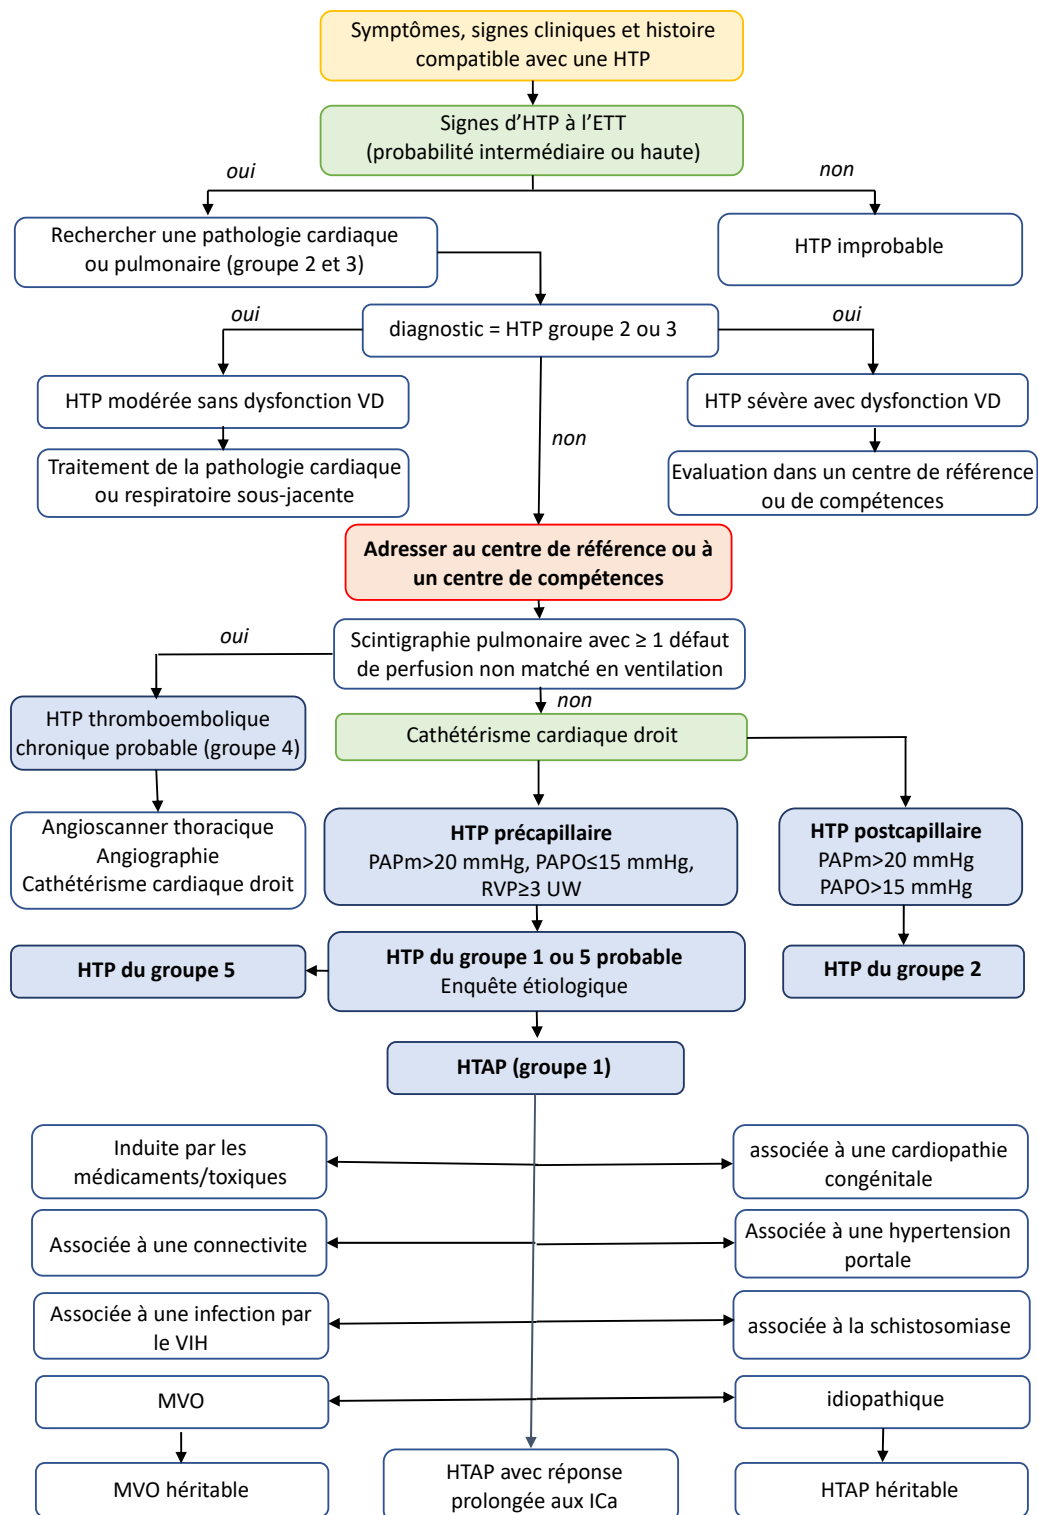 Symptômes, signes cliniques et histoire
compatible avec une HTP
Signes d’HTP à l’ETT
(probabilité intermédiaire ou haute)
oui
non
Rechercher une pathologie cardiaque
ou pulmonaire (groupe 2 et 3)
HTP improbable
oui
diagnostic = HTP groupe 2 ou 3
oui
HTP modérée sans dysfonction VD
HTP sévère avec dysfonction VD
non
Traitement de la pathologie cardiaque
ou respiratoire sous-jacente
Evaluation dans un centre de référence
ou de compétences
Adresser au centre de référence ou à
un centre de compétences
oui
Scintigraphie pulmonaire avec ≥ 1 défaut
de perfusion non matché en ventilation
non
HTP thromboembolique
chronique probable (groupe 4)
Cathétérisme cardiaque droit
Angioscanner thoracique
Angiographie
Cathétérisme cardiaque droit
HTP précapillaire
PAPm>20 mmHg, PAPO≤15 mmHg,
RVP≥3 UW
HTP postcapillaire
PAPm>20 mmHg
PAPO>15 mmHg
HTP du groupe 5
HTP du groupe 1 ou 5 probable
Enquête étiologique
HTP du groupe 2
HTAP (groupe 1)
Induite par les
médicaments/toxiques
associée à une cardiopathie
congénitale
Associée à une connectivite
Associée à une hypertension
portale
Associée à une infection par
le VIH
associée à la schistosomiase
MVO
idiopathique
MVO héritable
HTAP avec réponse
prolongée aux ICa
HTAP héritable